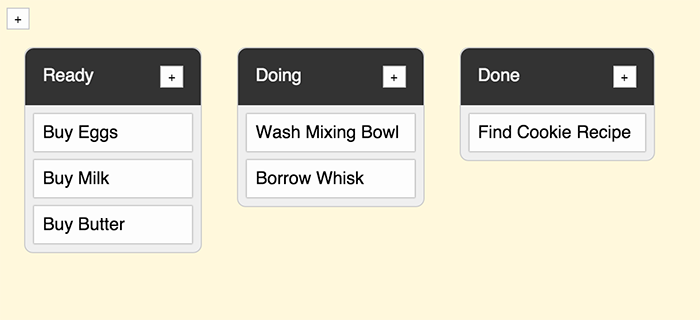 +
Ready +
Buy Eggs
Buy Milk
Buy Butter
Doing +
Wash Mixing Bowl
Borrow Whisk
Done +
Find Cookie Recipe